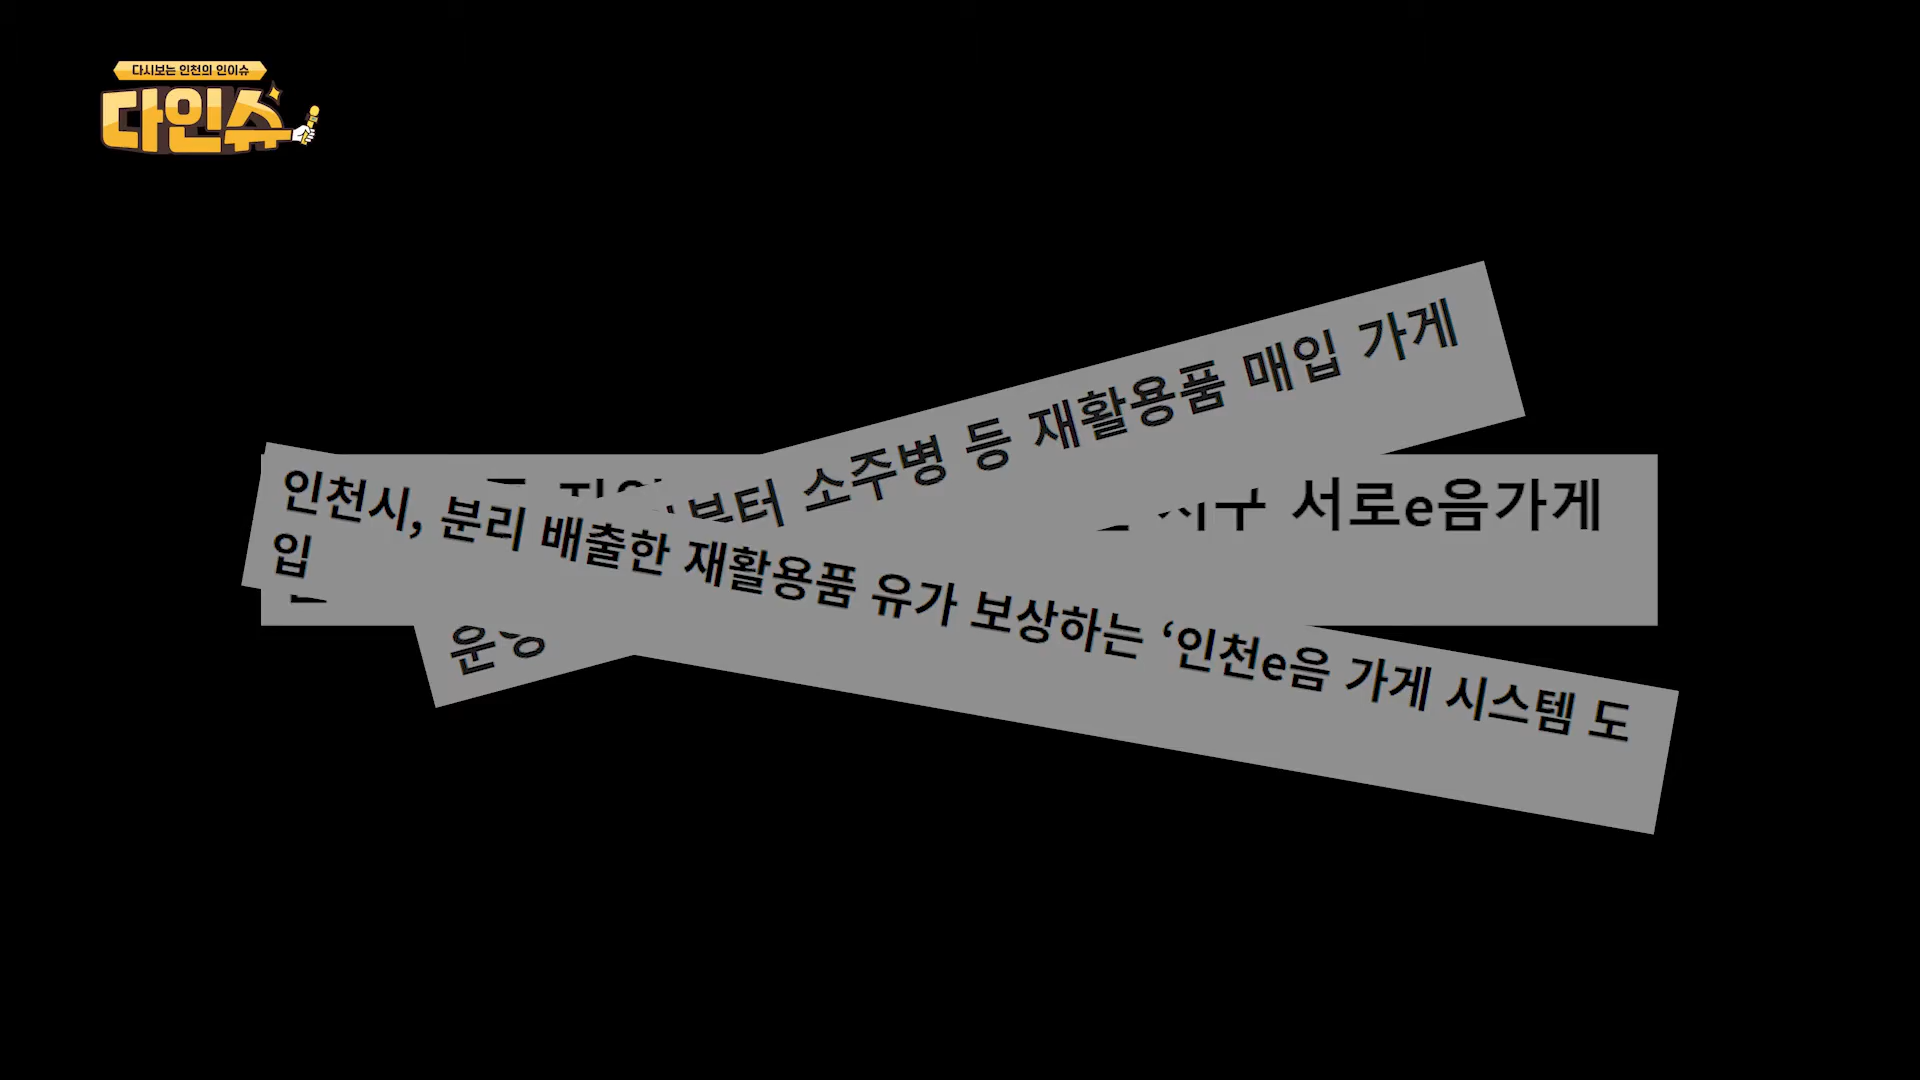 다시보는 인천의 인이슈
다인슈
소주병 등 재활용품 매입 가게
서로e음가게
인천시, 분리 배출한 재활용품 유가 보상하는 ‘인천e음 가게 시스템 도
입